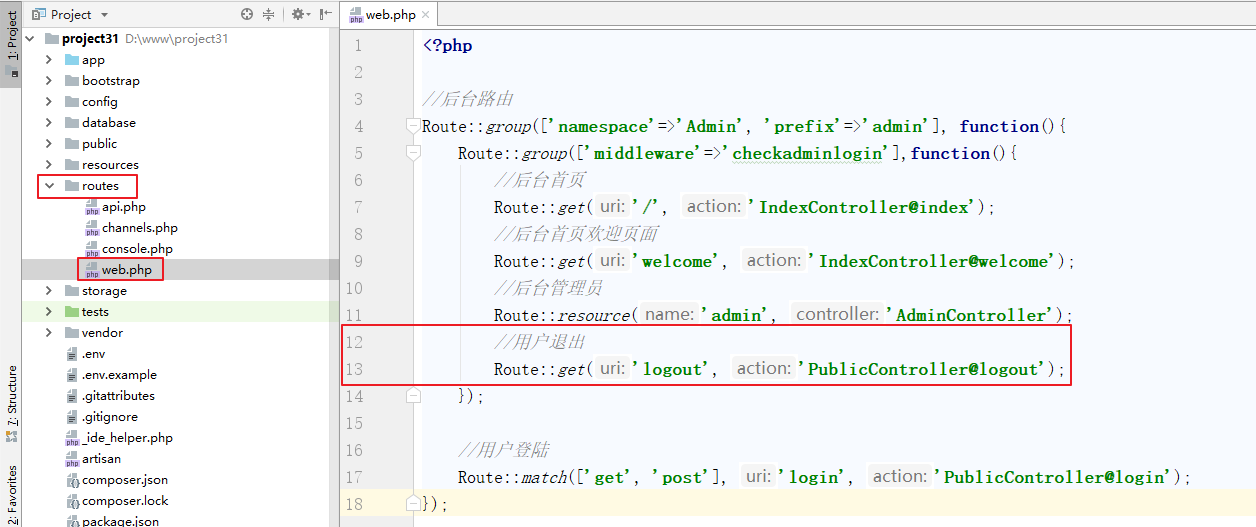 Project
web.php
1: Project
project31 D:\www\project31
app
bootstrap
config
database
public
resources
routes
api.php
channels.php
console.php
web.php
storage
tests
vendor
.env
.env.example
.gitattributes
.gitignore
_ide_helper.php
artisan
composer.json
composer.lock
package.json
7: Structure
2: Favorites
1 <?php
2
3 //后台路由
4 Route::group(['namespace'=>'Admin', 'prefix'=>'admin'], function(){
5 Route::group(['middleware'=>'checkadminlogin'],function(){
6 //后台首页
7 Route::get( uri: '/', action: 'IndexController@index');
8 //后台首页欢迎页面
9 Route::get( uri: 'welcome', action: 'IndexController@welcome');
10 //后台管理员
11 Route::resource( name: 'admin', controller: 'AdminController');
12 //用户退出
13 Route::get( uri: 'logout', action: 'PublicController@logout');
14 });
15
16 //用户登陆
17 Route::match(['get', 'post'], uri: 'login', action: 'PublicController@login');
18 });